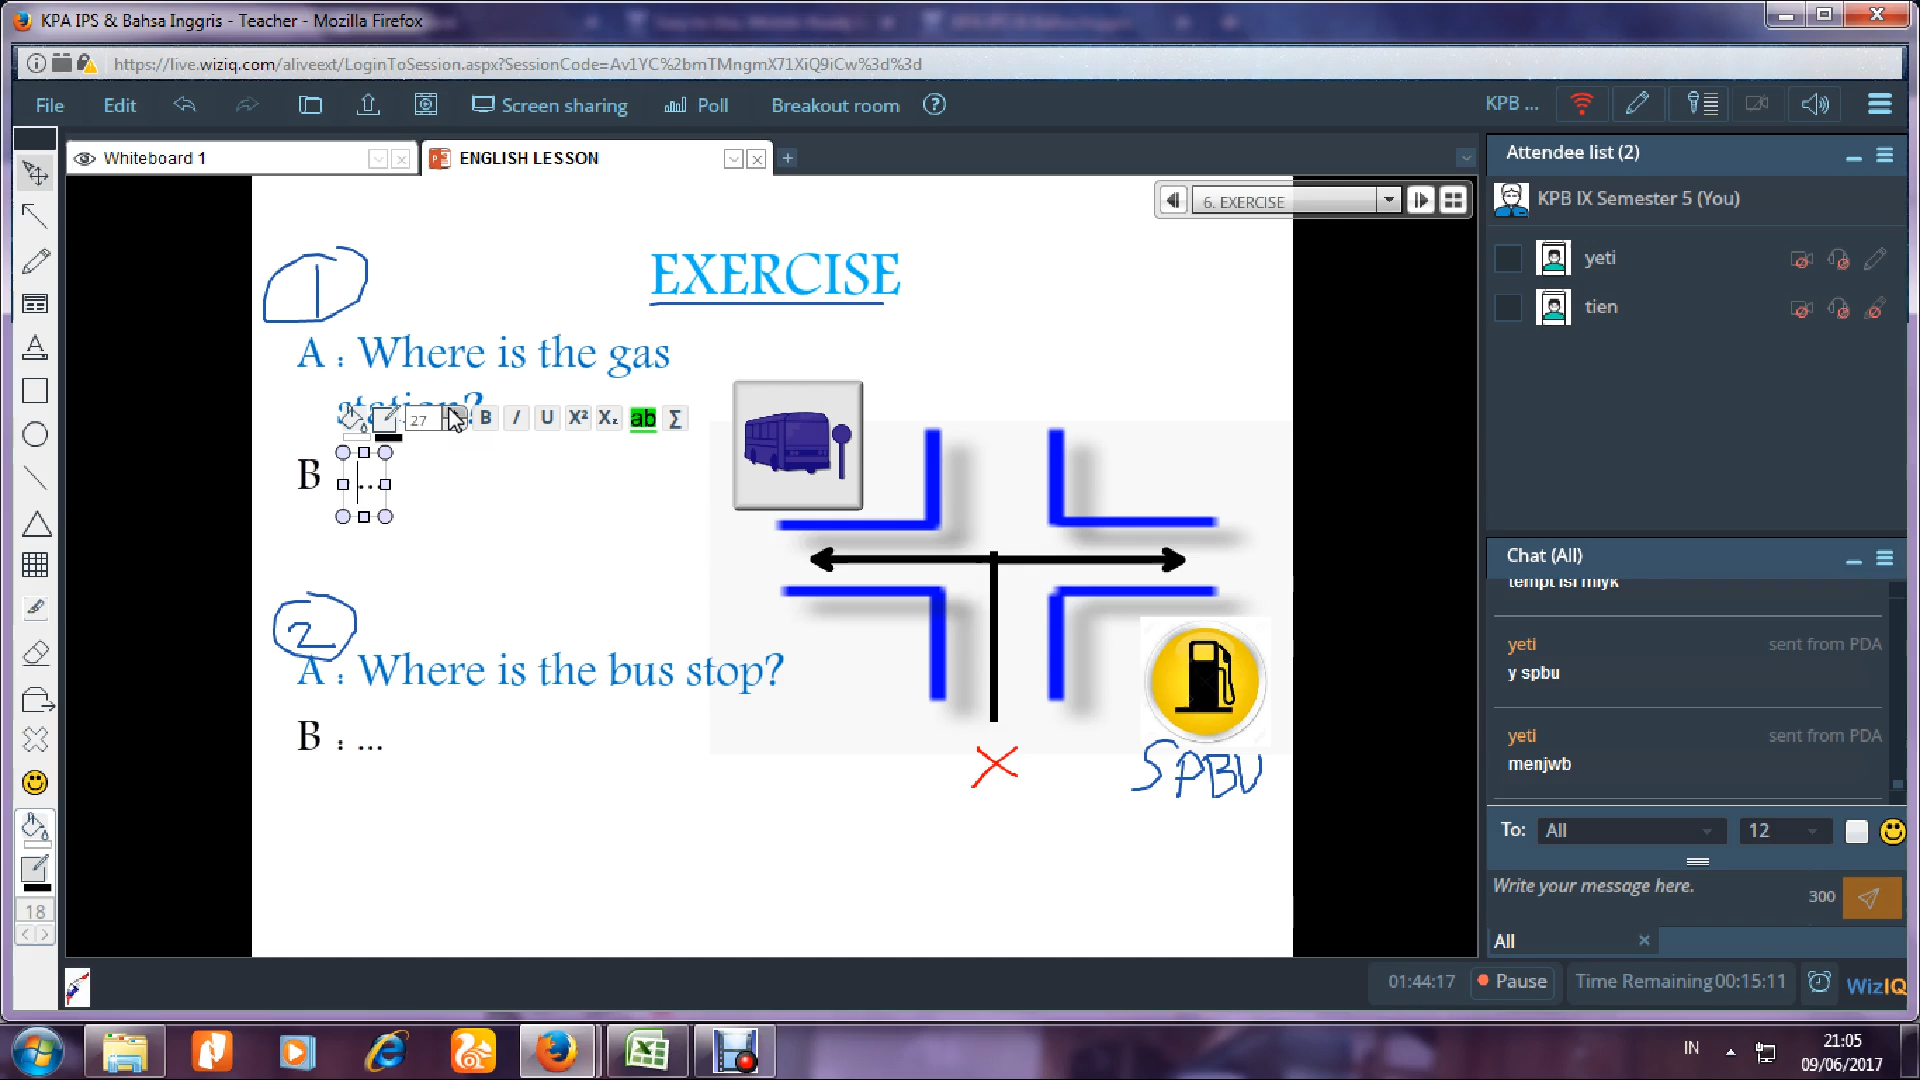 KPA IPS & Bahsa Inggris - Teacher - Mozilla Firefox
https://live.wiziq.com/aliveext/LoginToSession.aspx?SessionCode=Av1YC%2bmTMngmX71XiQ9iCw%3d%3d
File Edit Screen sharing Poll Breakout room ? KPB ...
Whiteboard 1
ENGLISH LESSON
6. EXERCISE
1
EXERCISE
A : Where is the gas
station?
27 B I U X² X₂ ab Σ
B ...
2
A : Where is the bus stop?
B : ...
X
SPBU
18
Attendee list (2)
KPB IX Semester 5 (You)
yeti
tien
Chat (All)
tempt isi mlyk
yeti sent from PDA
y spbu
yeti sent from PDA
menjwb
To: All 12
Write your message here. 300
All
01:44:17 Pause Time Remaining 00:15:11 WizIQ
IN 21:05
09/06/2017